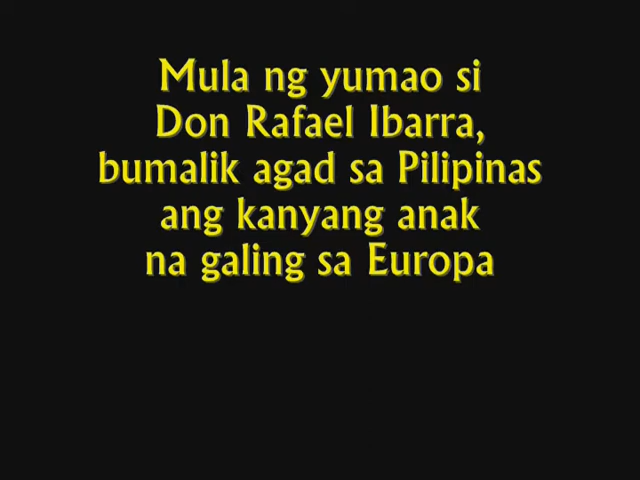 Mula ng yumao si
Don Rafael Ibarra,
bumalik agad sa Pilipinas
ang kanyang anak
na galing sa Europa